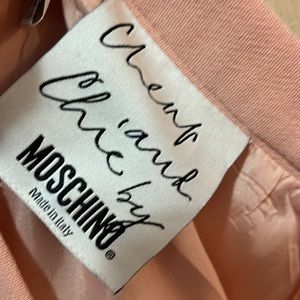 Cheap
and
Chic
by
MOSCHINO®
Made in Italy